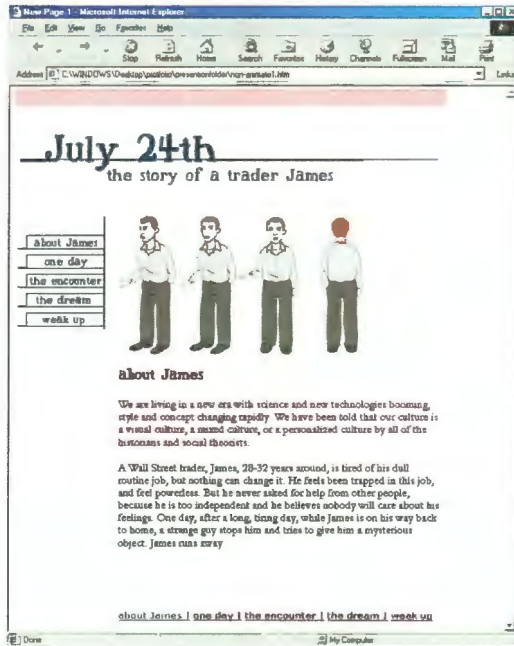 New Page 1 - Microsoft Internet Explorer
File Edit View Go Favorites Help
Stop Refresh Home Search Favorites History Channels Fullscreen Mail Print
Address C:\WINDOWS\Desktop\portfolio\presentfolder\non-animate1.htm Links
July 24th
the story of a trader James
about James
one day
the encounter
the dream
weak up
about James
We are living in a new era with science and new technologies booming,
style and concept changing rapidly. We have been told that our culture is
a visual culture, a mixed culture, or a personalized culture by all of the
historians and social theorists.
A Wall Street trader, James, 28-32 years around, is tired of his dull
routine job, but nothing can change it. He feels been trapped in this job,
and feel powerless. But he never asked for help from other people,
because he is too independent and he believes nobody will care about his
feelings. One day, after a long, tiring day, while James is on his way back
to home, a strange guy stops him and tries to give him a mysterious
object. James runs away
about James | one day | the encounter | the dream | weak up
Done My Computer